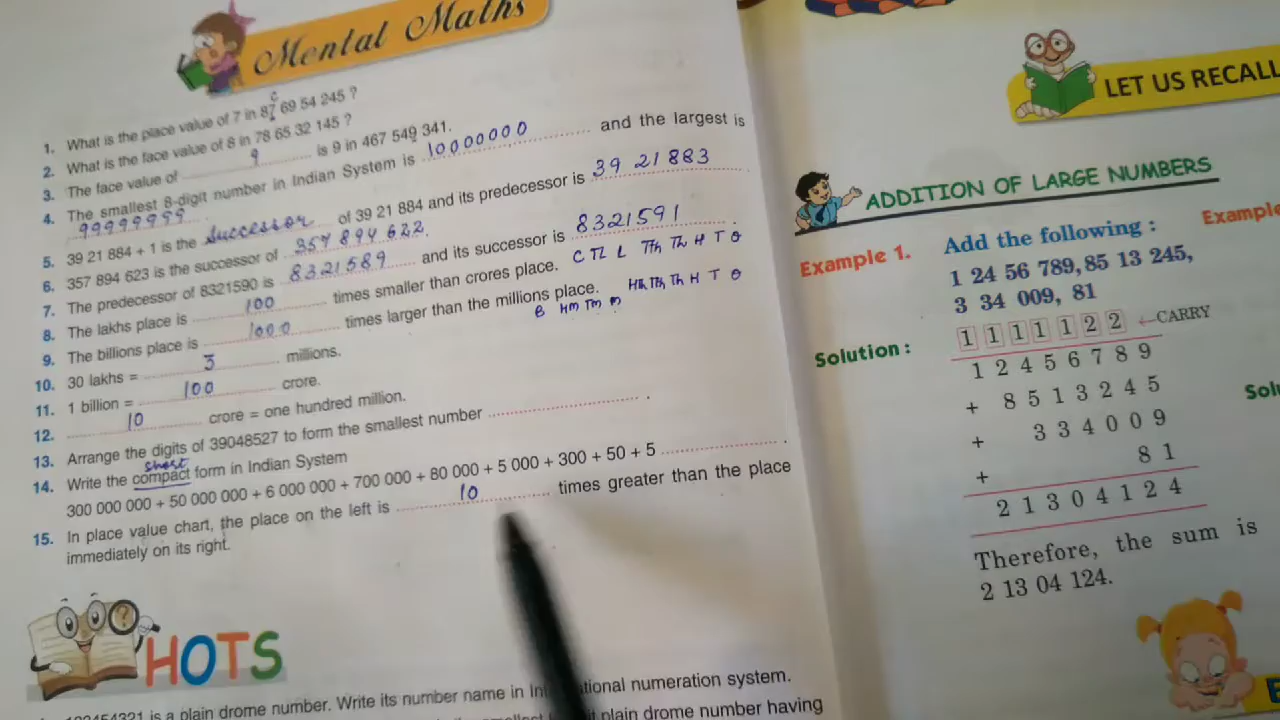 Mental Maths
1. What is the place value of 7 in 87 69 54 245 ?
2. What is the face value of 8 in 78 65 32 145 ?
3. The face value of 9 is 9 in 467 549 341.
4. The smallest 8-digit number in Indian System is 10000000 and the largest is
99999999.
5. 39 21 884 + 1 is the successor of 39 21 884 and its predecessor is 39 21 883
6. 357 894 623 is the successor of 357 894 622.
7. The predecessor of 8321590 is 8321589 and its successor is 8321591.
C TL L TTh Th H T O
8. The lakhs place is 100 times smaller than crores place.
9. The billions place is 1000 times larger than the millions place.
B HM TM M HTh TTh Th H T O
10. 30 lakhs = 3 millions.
11. 1 billion = 100 crore.
12. 10 crore = one hundred million.
13. Arrange the digits of 39048527 to form the smallest number .
short
14. Write the compact form in Indian System
300 000 000 + 50 000 000 + 6 000 000 + 700 000 + 80 000 + 5 000 + 300 + 50 + 5 .
15. In place value chart, the place on the left is 10 times greater than the place
immediately on its right.
HOTS
is a plain drome number. Write its number name in International numeration system.
plain drome number having
LET US RECALL
ADDITION OF LARGE NUMBERS
Example 1. Add the following :
1 24 56 789, 85 13 245,
3 34 009, 81
Solution : 1 1 1 1 1 2 2 ←CARRY
1 2 4 5 6 7 8 9
+ 8 5 1 3 2 4 5
+ 3 3 4 0 0 9
+ 8 1
2 1 3 0 4 1 2 4
Therefore, the sum is
2 13 04 124.
Example